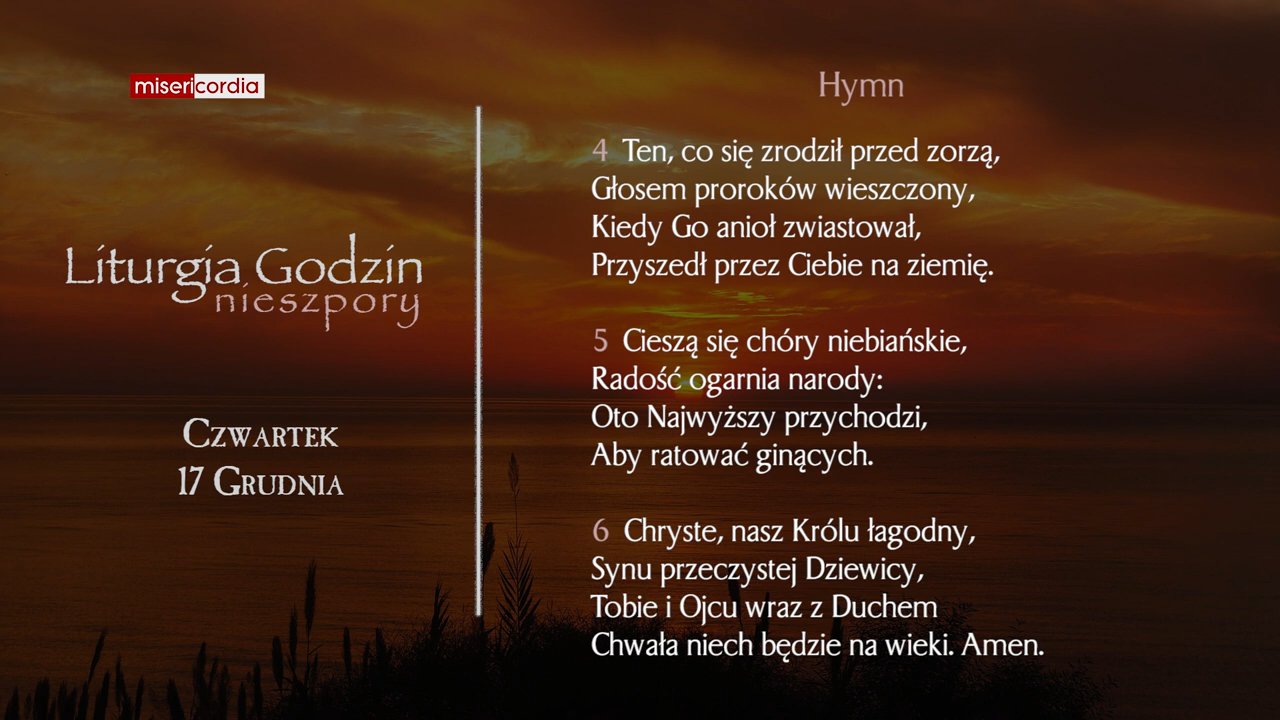 misericordia
Liturgia Godzin
nieszpory
Czwartek
17 Grudnia
Hymn
4 Ten, co się zrodził przed zorzą,
Głosem proroków wieszczony,
Kiedy Go anioł zwiastował,
Przyszedł przez Ciebie na ziemię.
5 Cieszą się chóry niebiańskie,
Radość ogarnia narody:
Oto Najwyższy przychodzi,
Aby ratować ginących.
6 Chryste, nasz Królu łagodny,
Synu przeczystej Dziewicy,
Tobie i Ojcu wraz z Duchem
Chwała niech będzie na wieki. Amen.